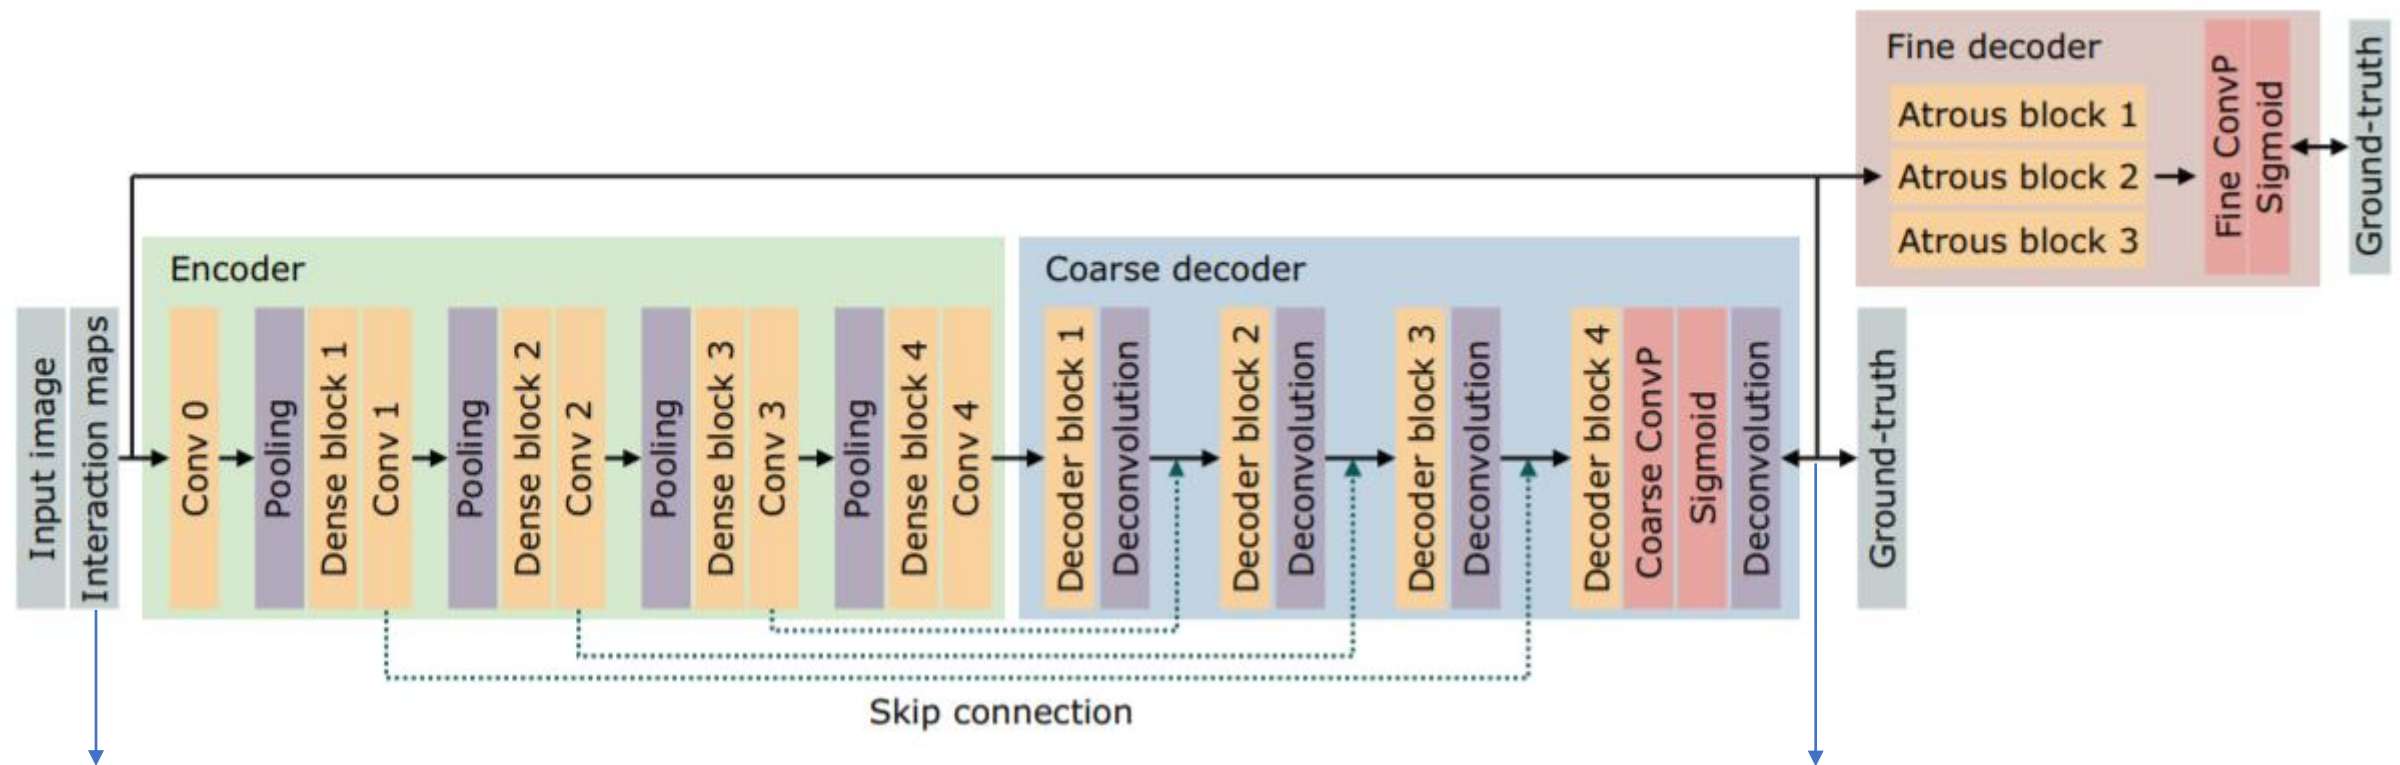 Fine decoder
Atrous block 1
Atrous block 2
Atrous block 3
Fine ConvP
Sigmoid
Ground-truth
Input image
Interaction maps
Encoder
Conv 0
Pooling
Dense block 1
Conv 1
Pooling
Dense block 2
Conv 2
Pooling
Dense block 3
Conv 3
Pooling
Dense block 4
Conv 4
Coarse decoder
Decoder block 1
Deconvolution
Decoder block 2
Deconvolution
Decoder block 3
Deconvolution
Decoder block 4
Coarse ConvP
Sigmoid
Deconvolution
Ground-truth
Skip connection